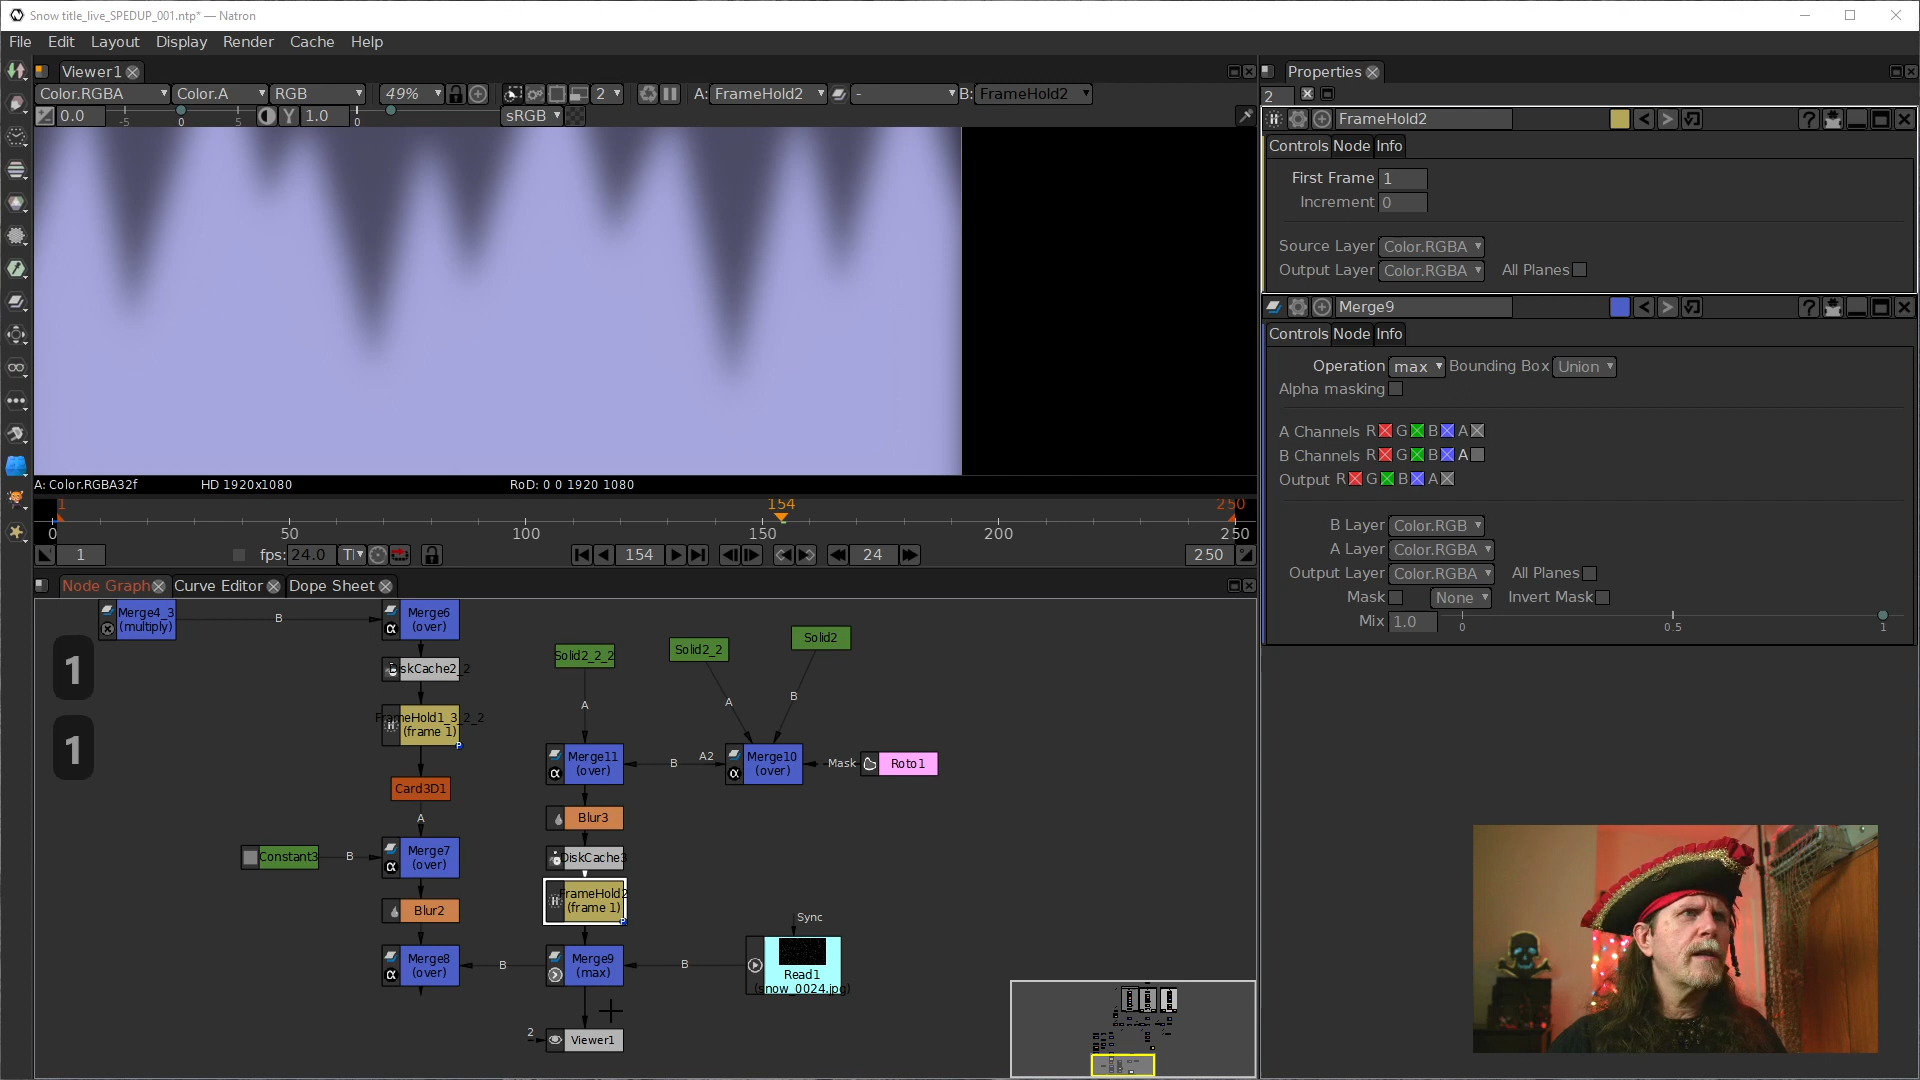 Snow title_live_SPEDUP_001.ntp* — Natron
File Edit Layout Display Render Cache Help
Viewer1
Color.RGBA Color.A RGB 49% 2 A: FrameHold2 - B: FrameHold2
0.0 -5 0 5 Y 1.0 0 sRGB
A: Color.RGBA32f HD 1920x1080 RoD: 0 0 1920 1080
1 154 250
0 50 100 150 200 250
1 fps: 24.0 154 24 250
Node Graph Curve Editor Dope Sheet
Merge4_3
(multiply)
B
Merge6
(over)
DiskCache2_2
FrameHold1_3_2_2
(frame 1)
Card3D1
A
Constant3
B
Merge7
(over)
Blur2
Merge8
(over)
B
Solid2_2_2
A
Solid2_2
A
Solid2
B
Merge11
(over)
B A2
Merge10
(over)
Mask
Roto1
Blur3
DiskCache3
FrameHold2
(frame 1)
Merge9
(max)
B
Sync
Read1
(snow_0024.jpg)
2
Viewer1
1
1
Properties
2
FrameHold2
?
Controls Node Info
First Frame 1
Increment 0
Source Layer Color.RGBA
Output Layer Color.RGBA All Planes
Merge9
?
Controls Node Info
Operation max Bounding Box Union
Alpha masking
A Channels R G B A
B Channels R G B A
Output R G B A
B Layer Color.RGB
A Layer Color.RGBA
Output Layer Color.RGBA All Planes
Mask None Invert Mask
Mix 1.0 0 0.5 1